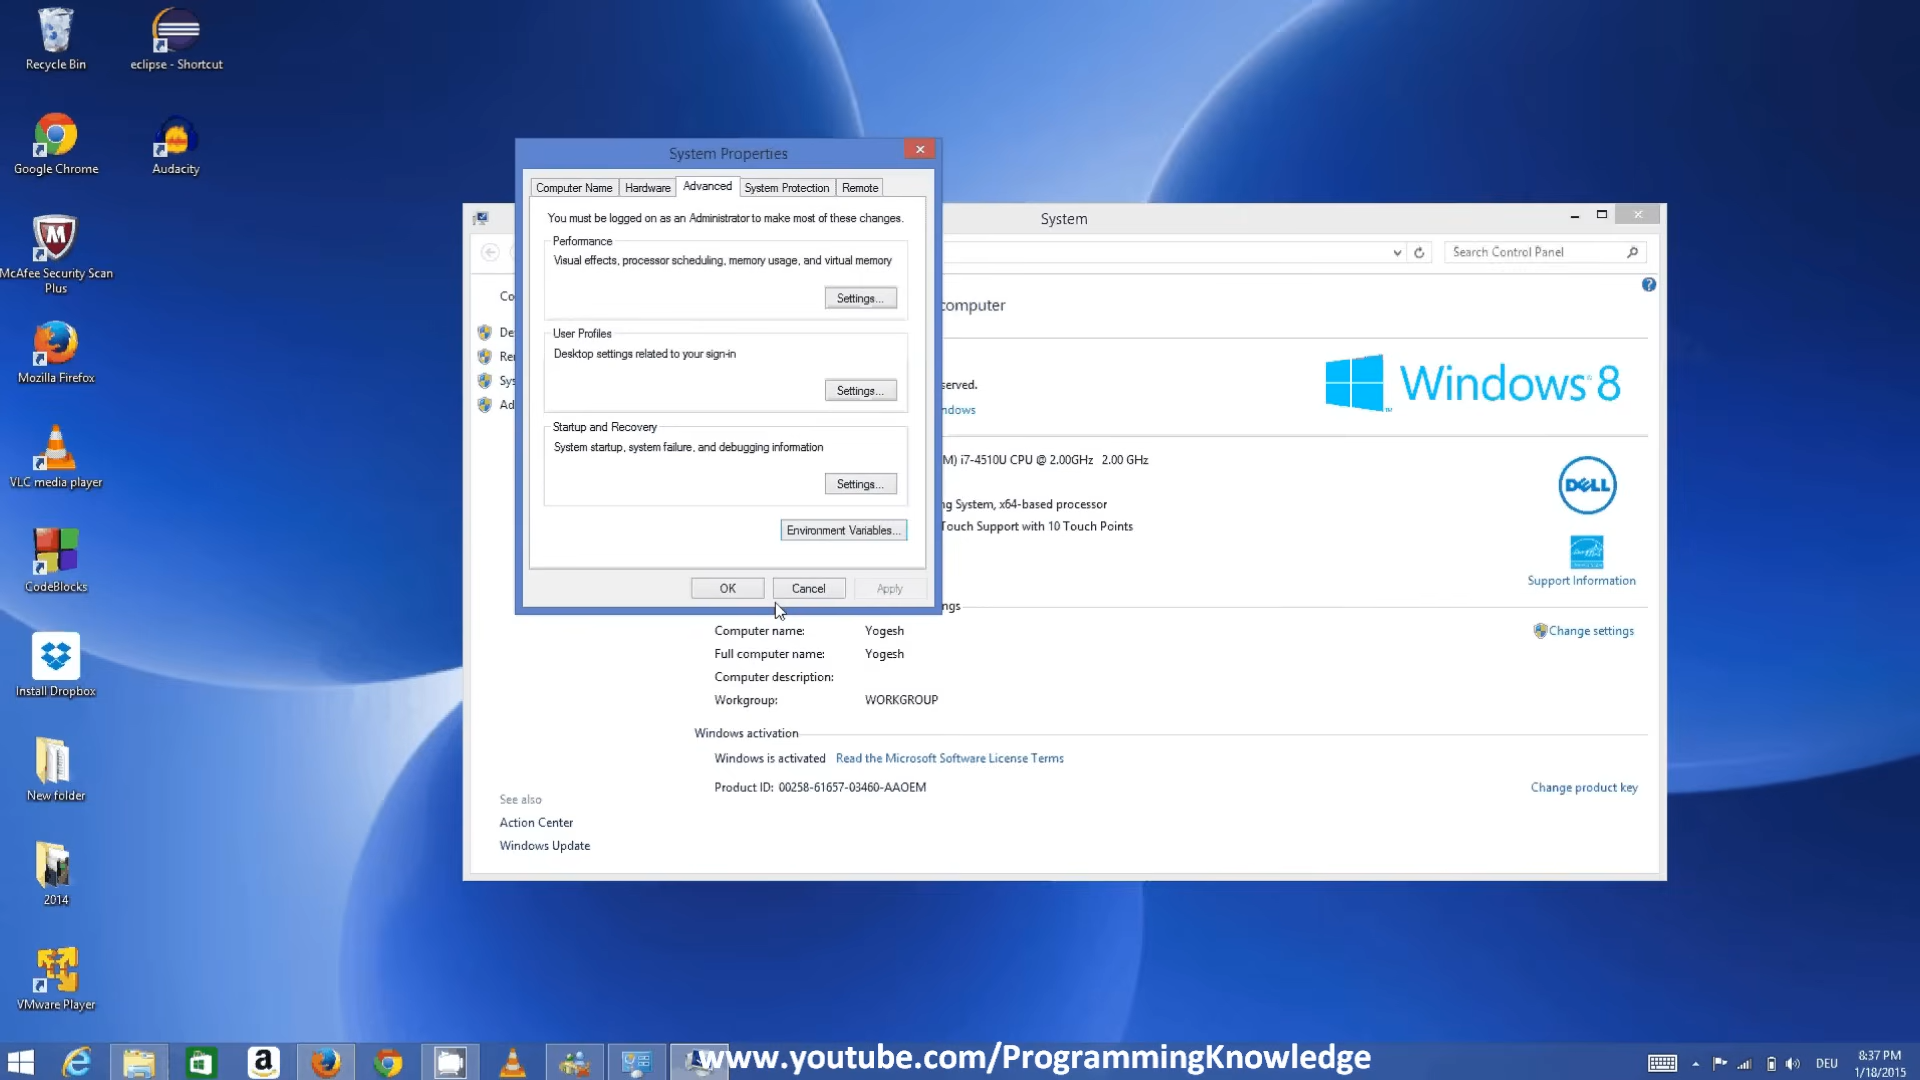 Recycle Bin
eclipse - Shortcut
Google Chrome
Audacity
McAfee Security Scan
Plus
Mozilla Firefox
VLC media player
CodeBlocks
Install Dropbox
New folder
2014
VMware Player
System Properties
Computer Name
Hardware
Advanced
System Protection
Remote
You must be logged on as an Administrator to make most of these changes.
Performance
Visual effects, processor scheduling, memory usage, and virtual memory
Settings...
User Profiles
Desktop settings related to your sign-in
Settings...
Startup and Recovery
System startup, system failure, and debugging information
Settings...
Environment Variables...
OK
Cancel
Apply
System
Search Control Panel
Co
De
Re
Sys
Ad
computer
served.
ndows
Windows 8
M) i7-4510U CPU @ 2.00GHz 2.00 GHz
DELL
ng System, x64-based processor
Touch Support with 10 Touch Points
Support Information
ngs
Computer name: Yogesh
Change settings
Full computer name: Yogesh
Computer description:
Workgroup: WORKGROUP
Windows activation
Windows is activated Read the Microsoft Software License Terms
Product ID: 00258-61657-03460-AAOEM
Change product key
See also
Action Center
Windows Update
www.youtube.com/ProgrammingKnowledge
DEU
8:37 PM
1/18/2015